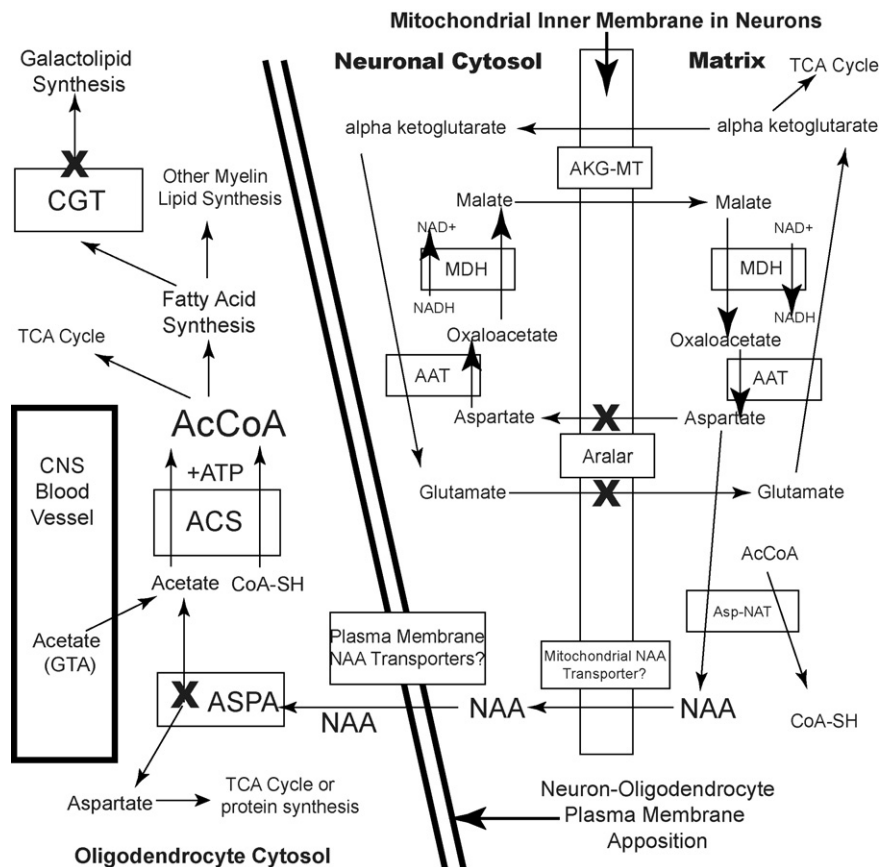 Mitochondrial Inner Membrane in Neurons
Galactolipid
Synthesis
Neuronal Cytosol
Matrix
TCA Cycle
alpha ketoglutarate
alpha ketoglutarate
X
CGT
Other Myelin
Lipid Synthesis
AKG-MT
Malate
Malate
NAD+
NAD+
MDH
MDH
NADH
NADH
Fatty Acid
Synthesis
Oxaloacetate
Oxaloacetate
TCA Cycle
AAT
AAT
AcCoA
Aspartate
X
Aspartate
CNS
Blood
Vessel
+ATP
Aralar
ACS
Glutamate
X
Glutamate
AcCoA
Acetate
CoA-SH
Asp-NAT
Acetate
(GTA)
Plasma Membrane
NAA Transporters?
Mitochondrial NAA
Transporter?
X
ASPA
NAA
NAA
NAA
CoA-SH
Aspartate
TCA Cycle or
protein synthesis
Neuron-Oligodendrocyte
Plasma Membrane
Apposition
Oligodendrocyte Cytosol